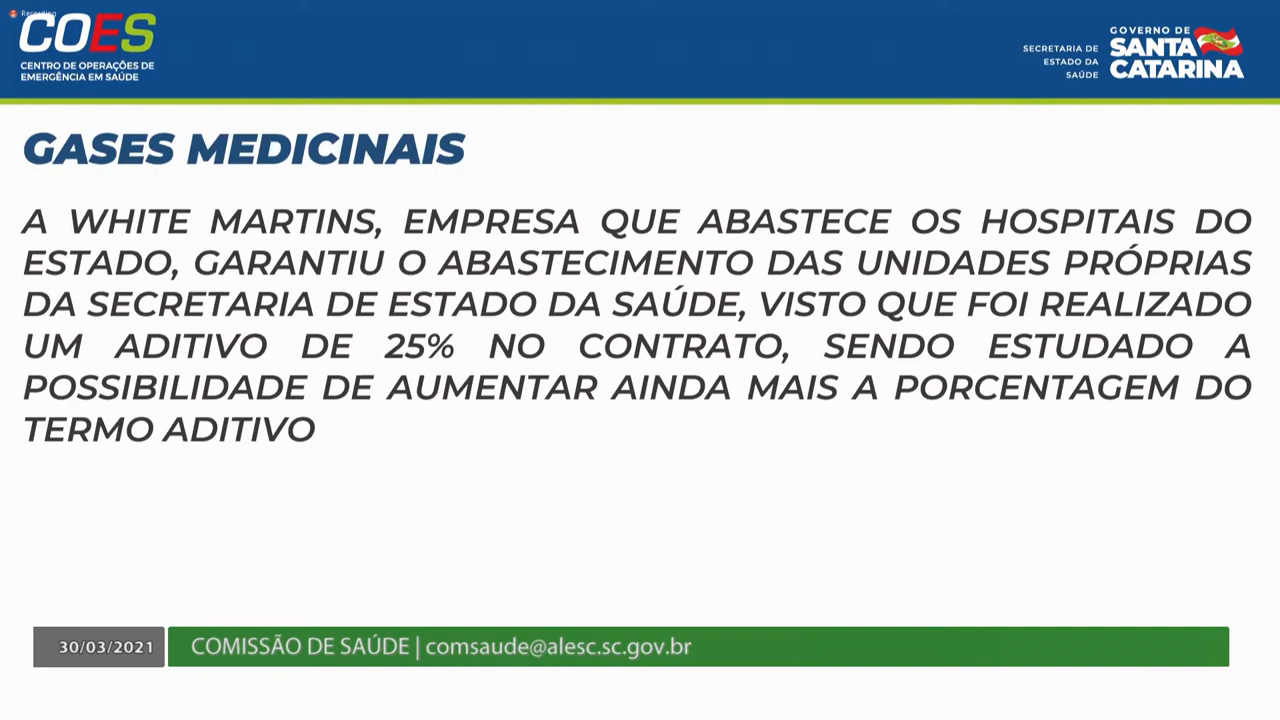 Recording
COES
CENTRO DE OPERAÇÕES DE
EMERGÊNCIA EM SAÚDE
SECRETARIA DE
ESTADO DA
SAÚDE
GOVERNO DE
SANTA
CATARINA
GASES MEDICINAIS
A WHITE MARTINS, EMPRESA QUE ABASTECE OS HOSPITAIS DO
ESTADO, GARANTIU O ABASTECIMENTO DAS UNIDADES PRÓPRIAS
DA SECRETARIA DE ESTADO DA SAÚDE, VISTO QUE FOI REALIZADO
UM ADITIVO DE 25% NO CONTRATO, SENDO ESTUDADO A
POSSIBILIDADE DE AUMENTAR AINDA MAIS A PORCENTAGEM DO
TERMO ADITIVO
30/03/2021
COMISSÃO DE SAÚDE | comsaude@alesc.sc.gov.br